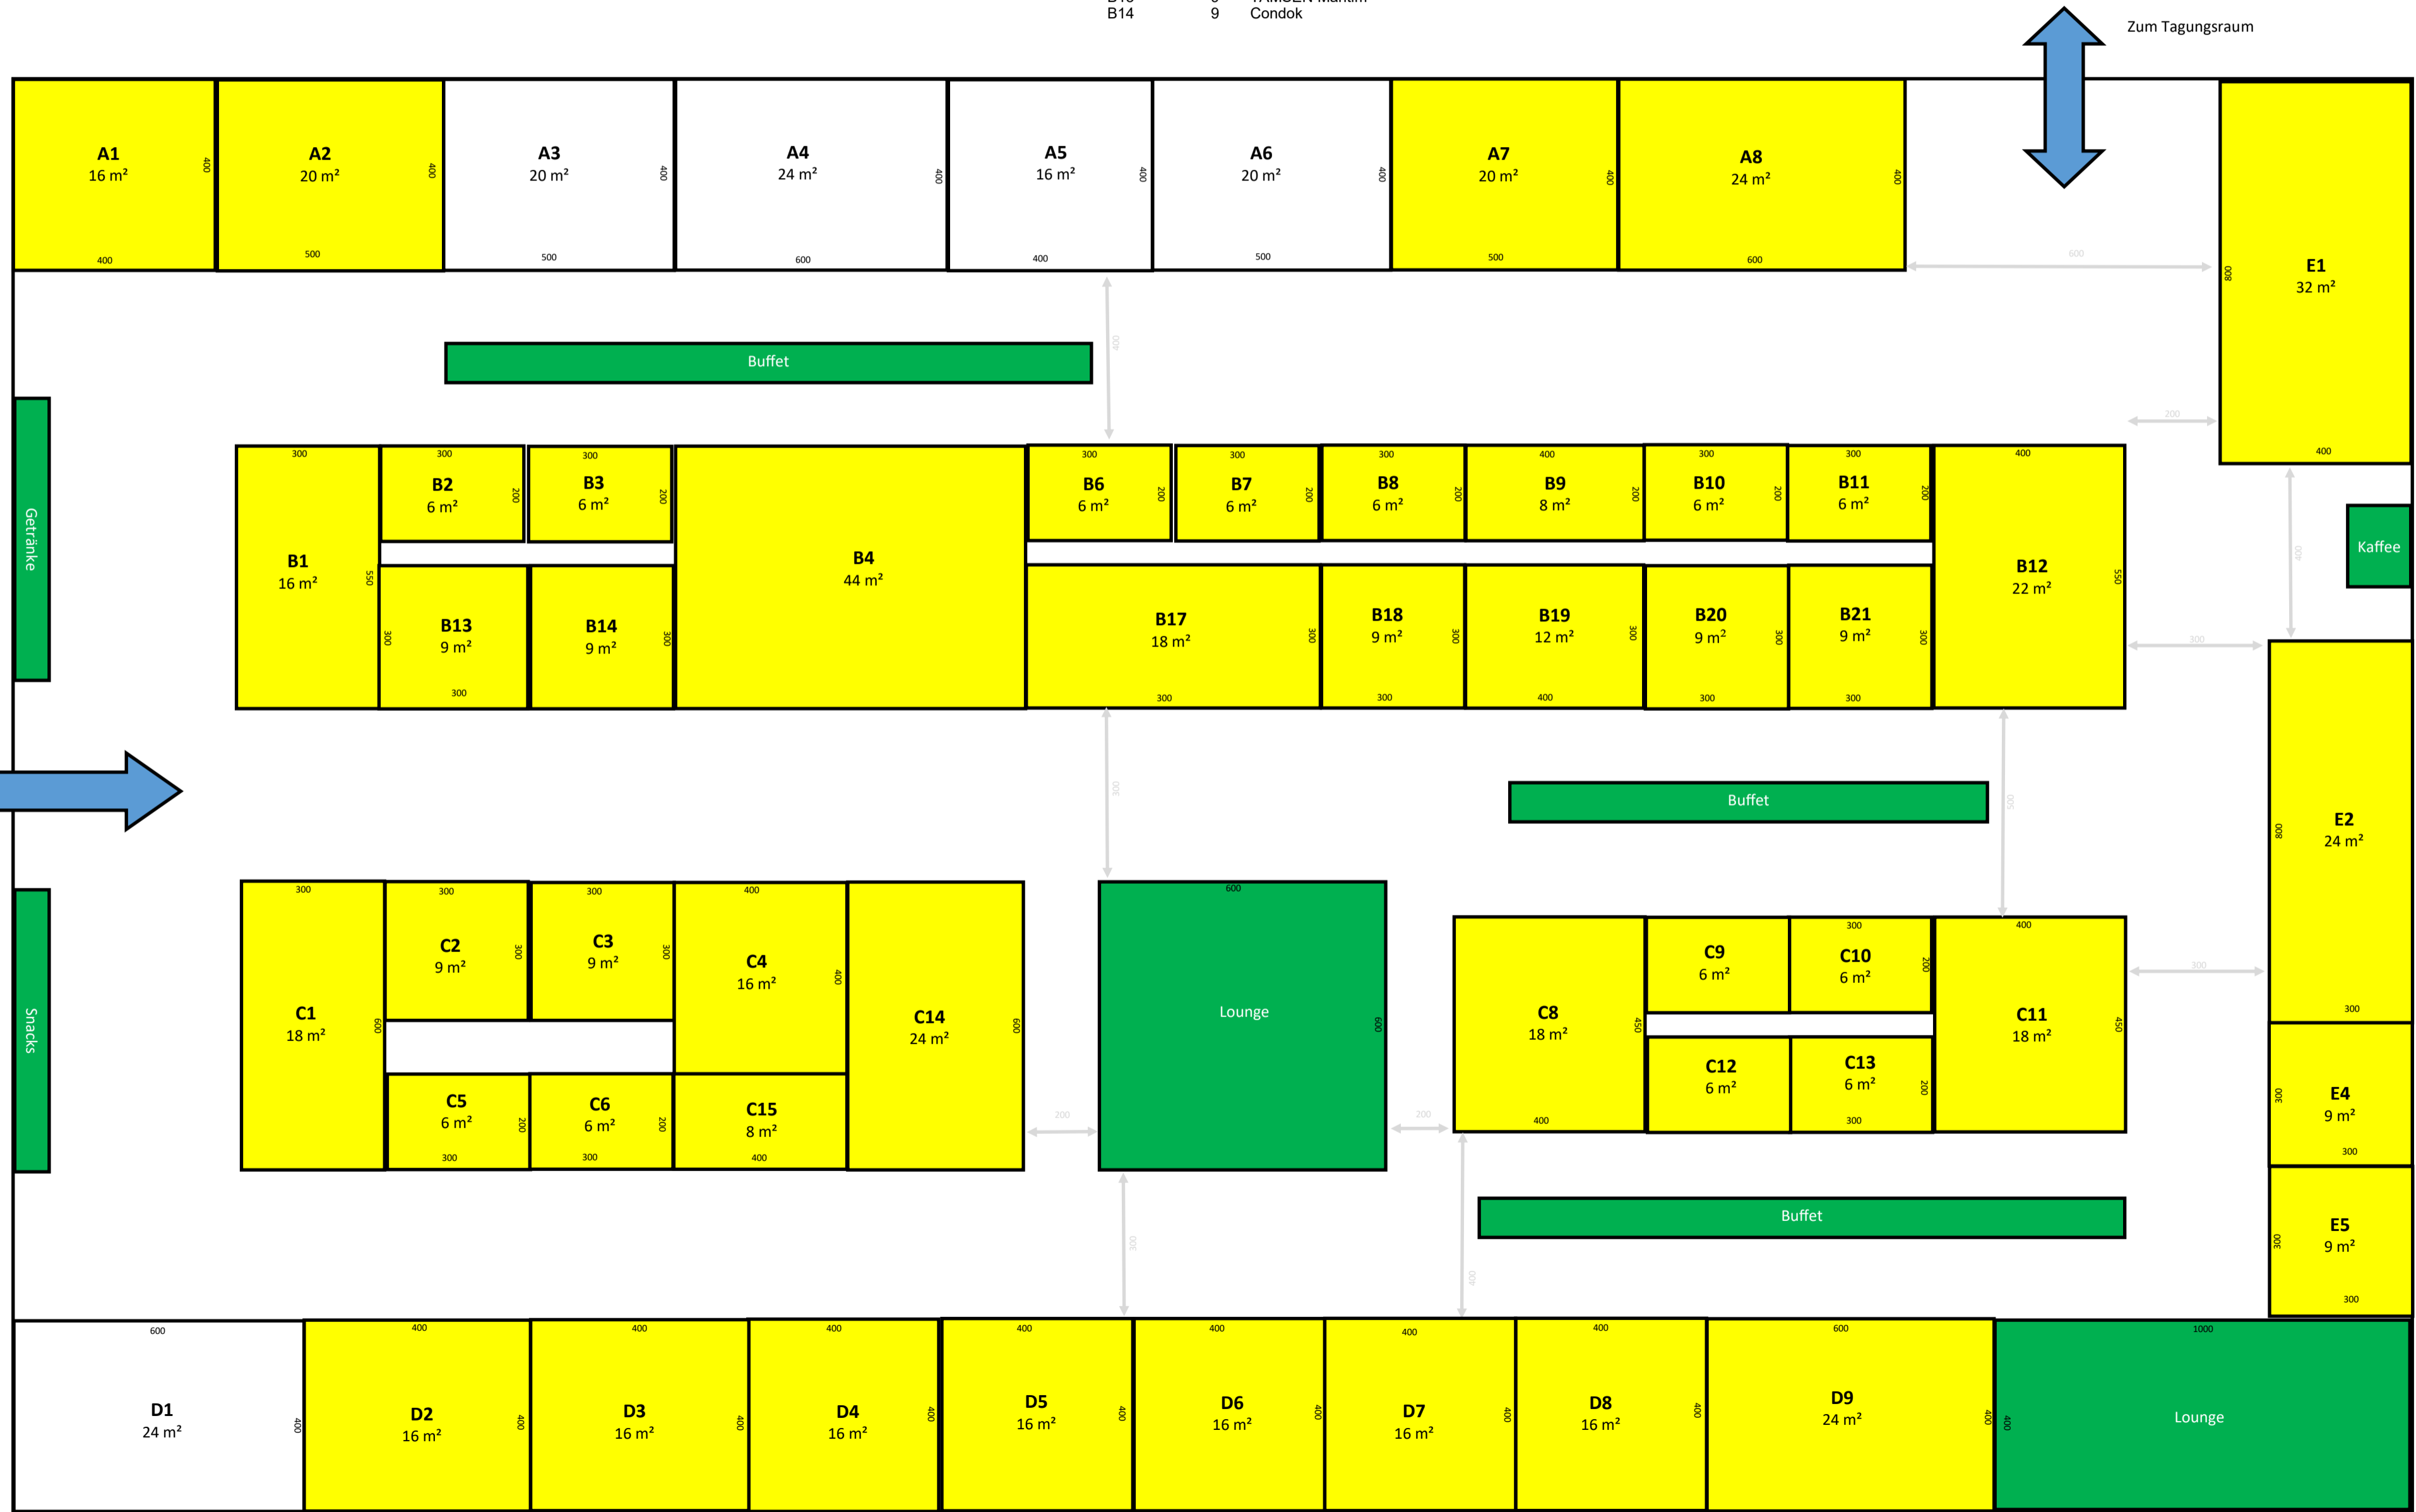 B14 9 Condok
Zum Tagungsraum
A1
16 m²
400
400
A2
20 m²
400
500
A3
20 m²
400
500
A4
24 m²
400
600
A5
16 m²
400
400
A6
20 m²
400
500
A7
20 m²
400
500
A8
24 m²
400
600
600
E1
32 m²
800
400
Buffet
400
200
Getränke
300
B1
16 m²
550
300
B2
6 m²
200
300
B3
6 m²
200
B4
44 m²
300
B6
6 m²
200
300
B7
6 m²
200
300
B8
6 m²
200
400
B9
8 m²
200
300
B10
6 m²
200
300
B11
6 m²
200
400
B12
22 m²
550
Kaffee
400
B13
9 m²
300
300
B14
9 m²
300
B17
18 m²
300
300
B18
9 m²
300
300
B19
12 m²
300
400
B20
9 m²
300
300
B21
9 m²
300
300
300
300
500
Buffet
E2
24 m²
800
300
Snacks
300
C1
18 m²
600
300
C2
9 m²
300
300
C3
9 m²
300
400
C4
16 m²
400
C14
24 m²
600
C5
6 m²
200
300
C6
6 m²
200
300
C15
8 m²
400
600
Lounge
600
200
200
C8
18 m²
450
400
C9
6 m²
300
C10
6 m²
200
400
C11
18 m²
450
C12
6 m²
C13
6 m²
200
300
300
E4
9 m²
300
300
Buffet
300
400
E5
9 m²
300
300
600
D1
24 m²
400
400
D2
16 m²
400
400
D3
16 m²
400
400
D4
16 m²
400
400
D5
16 m²
400
400
D6
16 m²
400
400
D7
16 m²
400
400
D8
16 m²
400
600
D9
24 m²
400
1000
400
Lounge